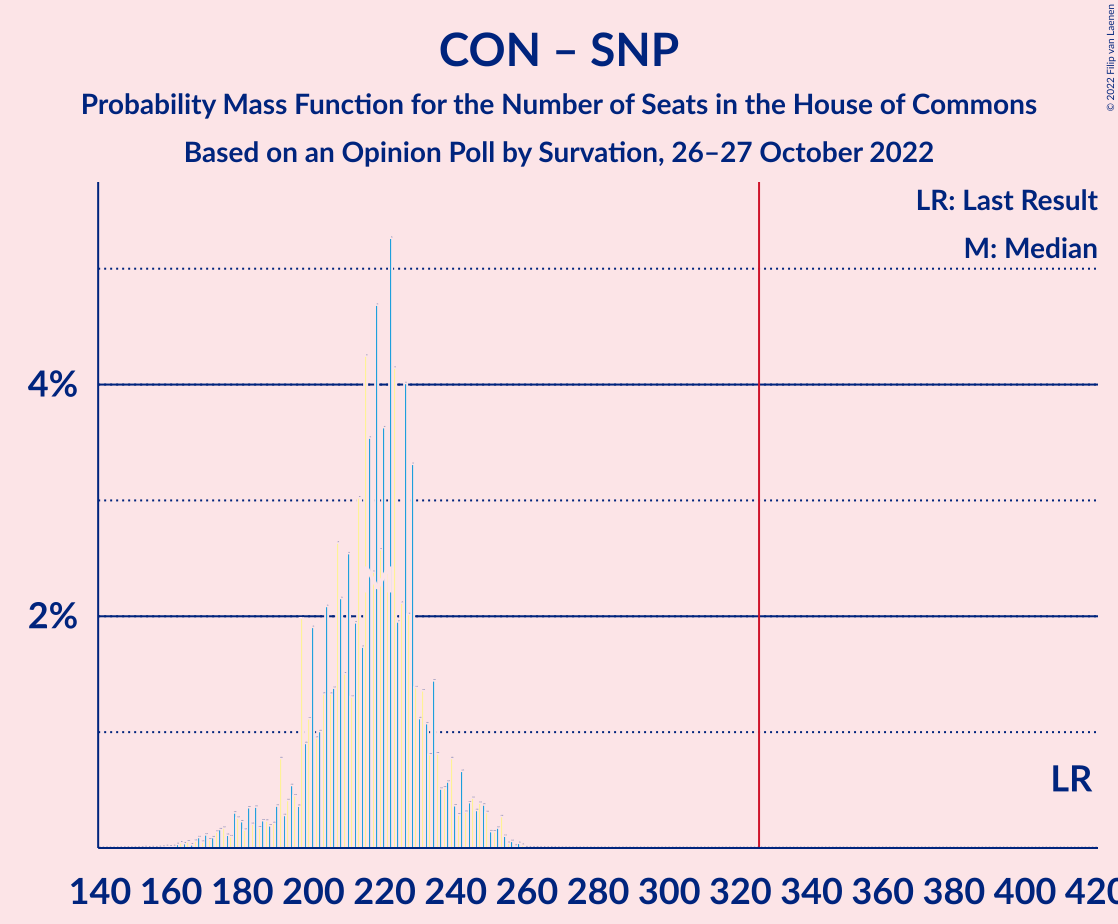 CON – SNP
Probability Mass Function for the Number of Seats in the House of Commons
Based on an Opinion Poll by Survation, 26–27 October 2022
© 2022 Filip van Laenen
LR: Last Result
M: Median
4%
2%
LR
140 160 180 200 220 240 260 280 300 320 340 360 380 400 420